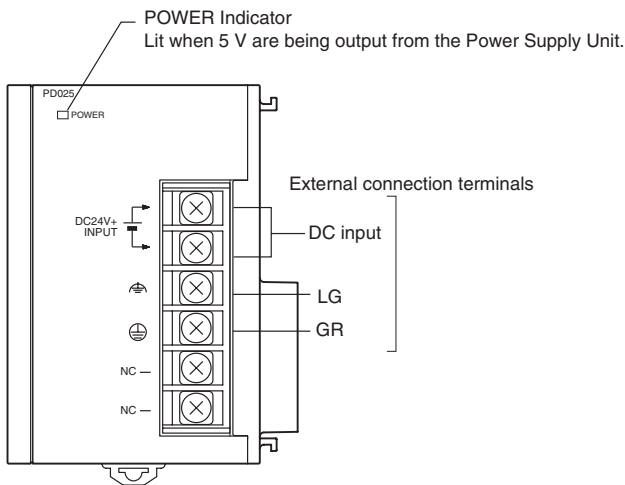 POWER Indicator
Lit when 5 V are being output from the Power Supply Unit.
PD025
POWER
External connection terminals
DC24V+
INPUT
DC input
LG
GR
NC
NC